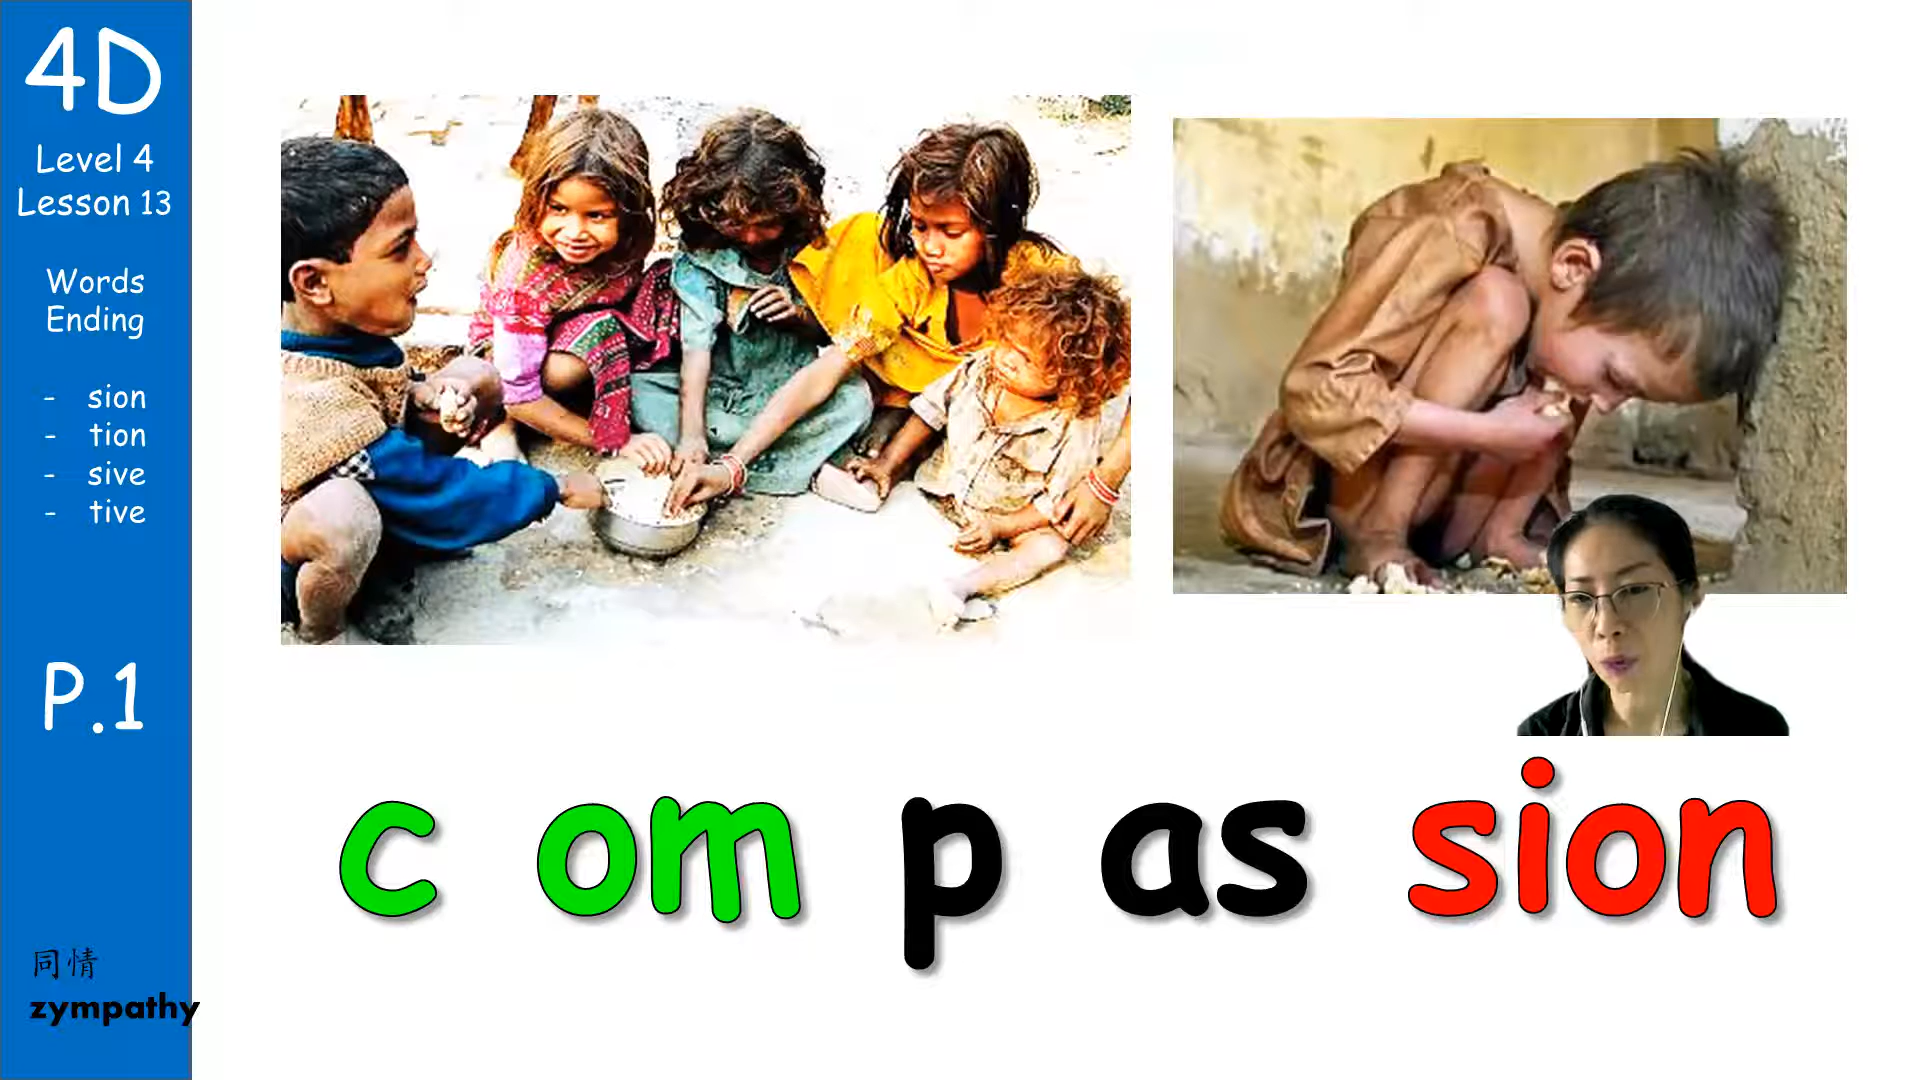 4D
Level 4
Lesson 13
Words
Ending
- sion
- tion
- sive
- tive
P.1
同情
zympathy
c om p as sion